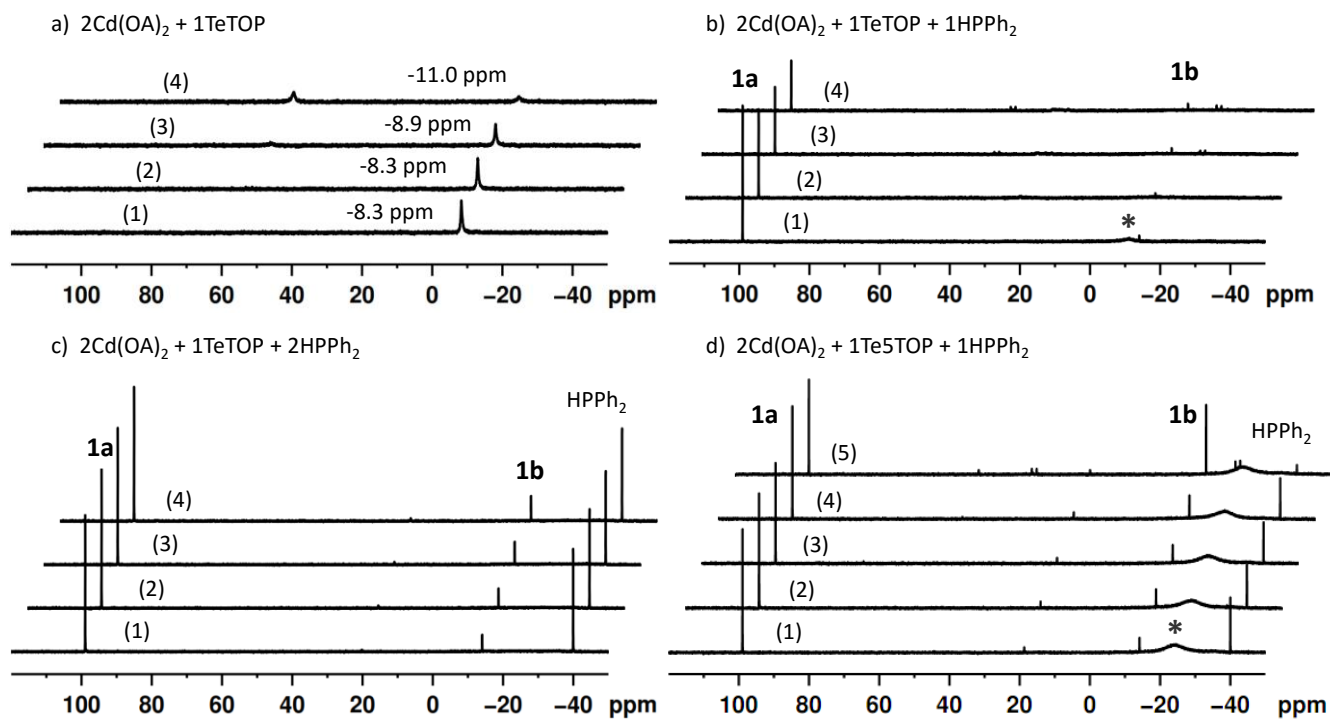 a) 2Cd(OA)₂ + 1TeTOP
(4)
-11.0 ppm
(3)
-8.9 ppm
(2)
-8.3 ppm
(1)
-8.3 ppm
100 80 60 40 20 0 −20 −40 ppm
b) 2Cd(OA)₂ + 1TeTOP + 1HPPh₂
1a
1b
(4)
(3)
(2)
(1)
*
100 80 60 40 20 0 −20 −40 ppm
c) 2Cd(OA)₂ + 1TeTOP + 2HPPh₂
HPPh₂
1a
1b
(4)
(3)
(2)
(1)
100 80 60 40 20 0 −20 −40 ppm
d) 2Cd(OA)₂ + 1Te5TOP + 1HPPh₂
1a
1b
HPPh₂
(5)
(4)
(3)
(2)
(1)
*
100 80 60 40 20 0 −20 −40 ppm